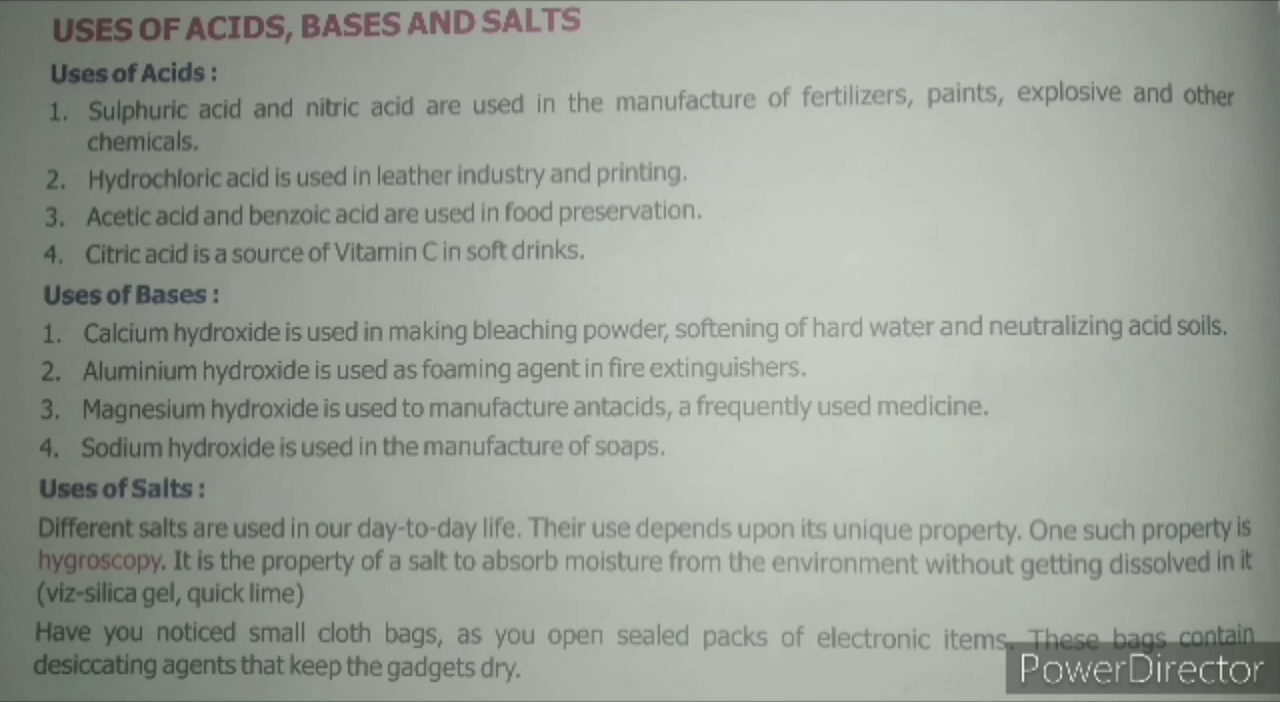 USES OF ACIDS, BASES AND SALTS
Uses of Acids :
1. Sulphuric acid and nitric acid are used in the manufacture of fertilizers, paints, explosive and other
chemicals.
2. Hydrochloric acid is used in leather industry and printing.
3. Acetic acid and benzoic acid are used in food preservation.
4. Citric acid is a source of Vitamin C in soft drinks.
Uses of Bases :
1. Calcium hydroxide is used in making bleaching powder, softening of hard water and neutralizing acid soils.
2. Aluminium hydroxide is used as foaming agent in fire extinguishers.
3. Magnesium hydroxide is used to manufacture antacids, a frequently used medicine.
4. Sodium hydroxide is used in the manufacture of soaps.
Uses of Salts :
Different salts are used in our day-to-day life. Their use depends upon its unique property. One such property is
hygroscopy. It is the property of a salt to absorb moisture from the environment without getting dissolved in it
(viz-silica gel, quick lime)
Have you noticed small cloth bags, as you open sealed packs of electronic items. These bags contain
desiccating agents that keep the gadgets dry.
PowerDirector